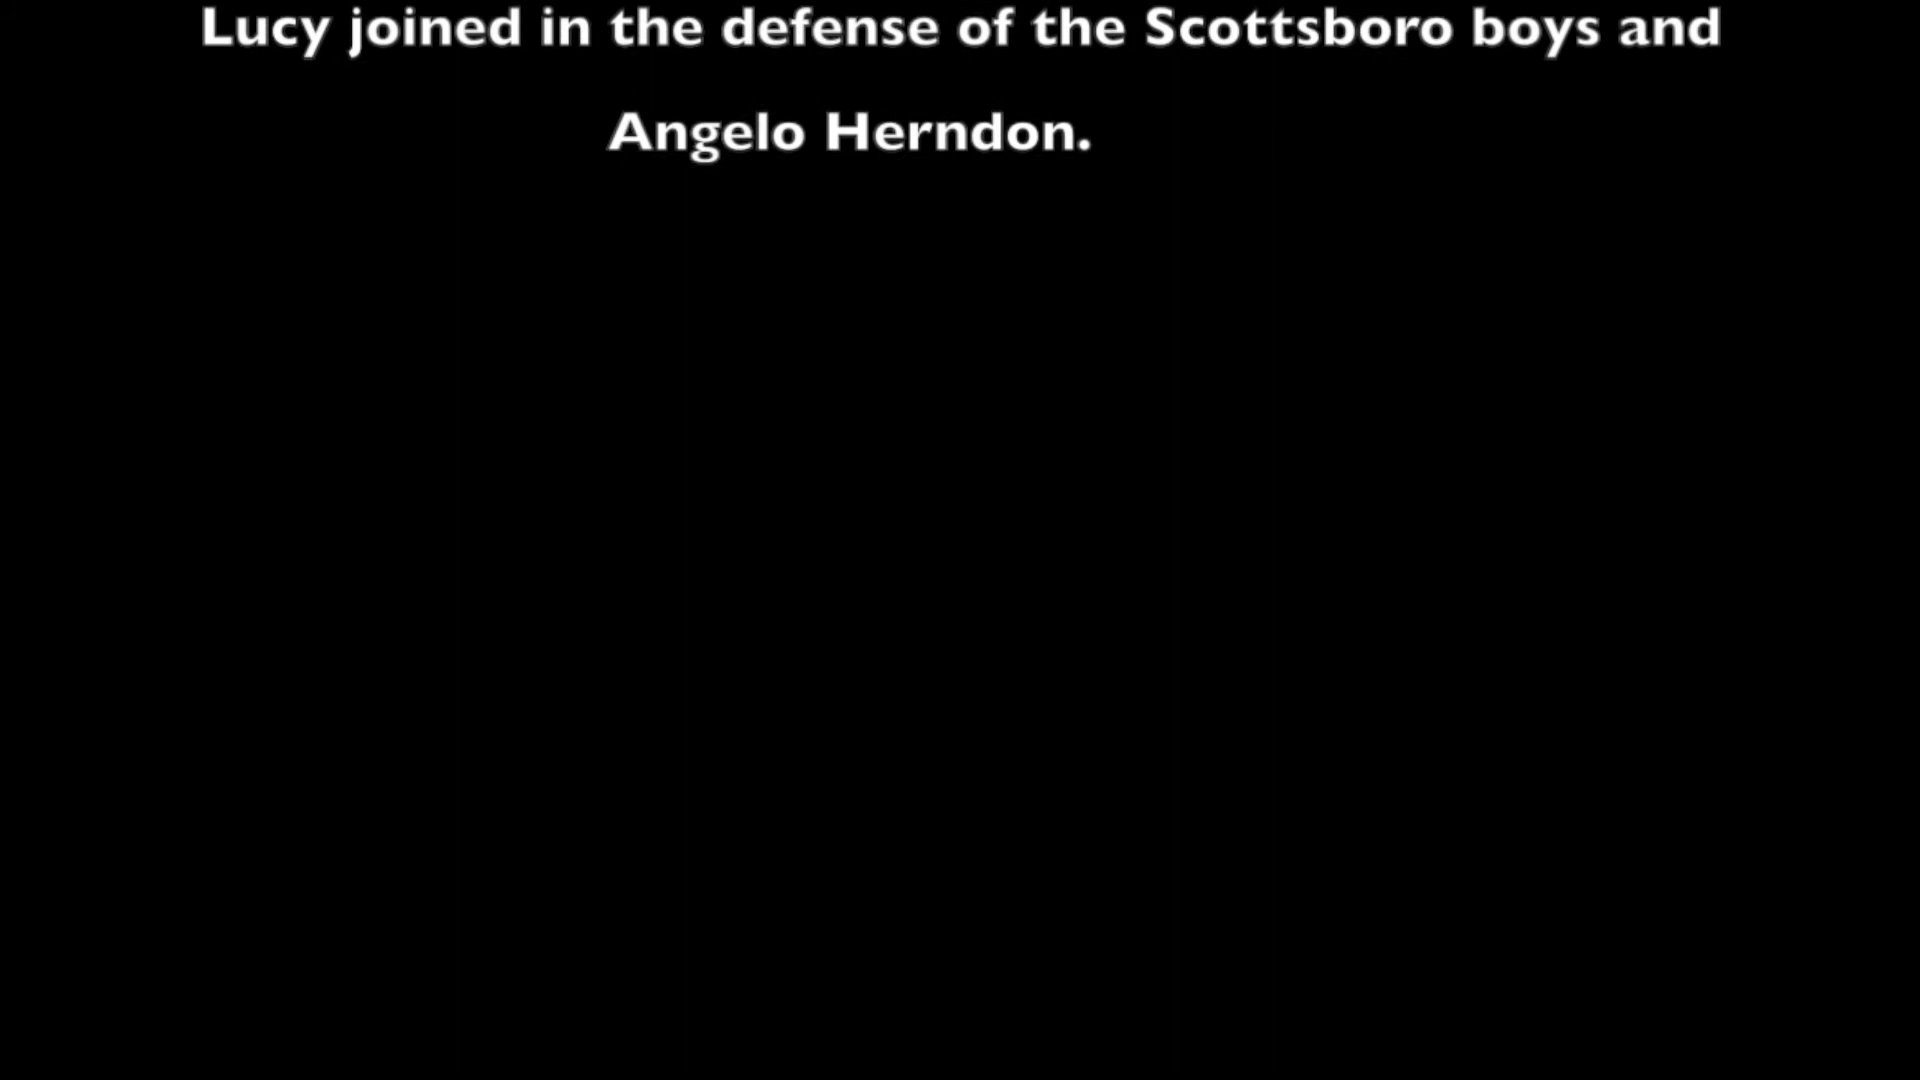 Lucy joined in the defense of the Scottsboro boys and
Angelo Herndon.